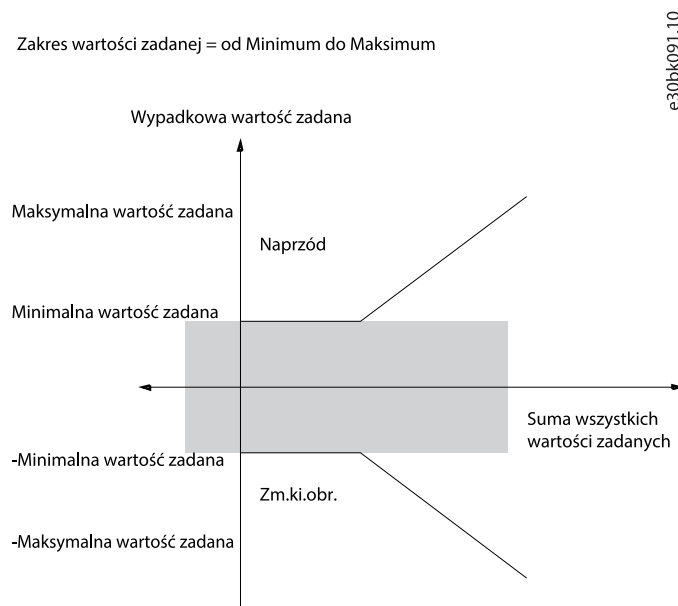 Zakres wartości zadanej = od Minimum do Maksimum
e30bk091.10
Wypadkowa wartość zadana
Maksymalna wartość zadana
Naprzód
Minimalna wartość zadana
Suma wszystkich
wartości zadanych
-Minimalna wartość zadana
Zm.ki.obr.
-Maksymalna wartość zadana